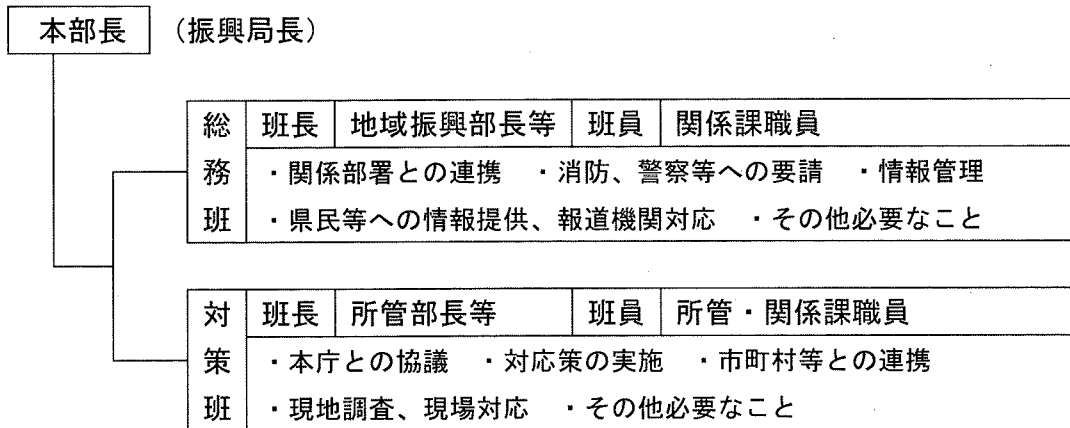 本部長 (振興局長)
総務班
班長 地域振興部長等 班員 関係課職員
・関係部署との連携 ・消防、警察等への要請 ・情報管理
・県民等への情報提供、報道機関対応 ・その他必要なこと
対策班
班長 所管部長等 班員 所管・関係課職員
・本庁との協議 ・対応策の実施 ・市町村等との連携
・現地調査、現場対応 ・その他必要なこと